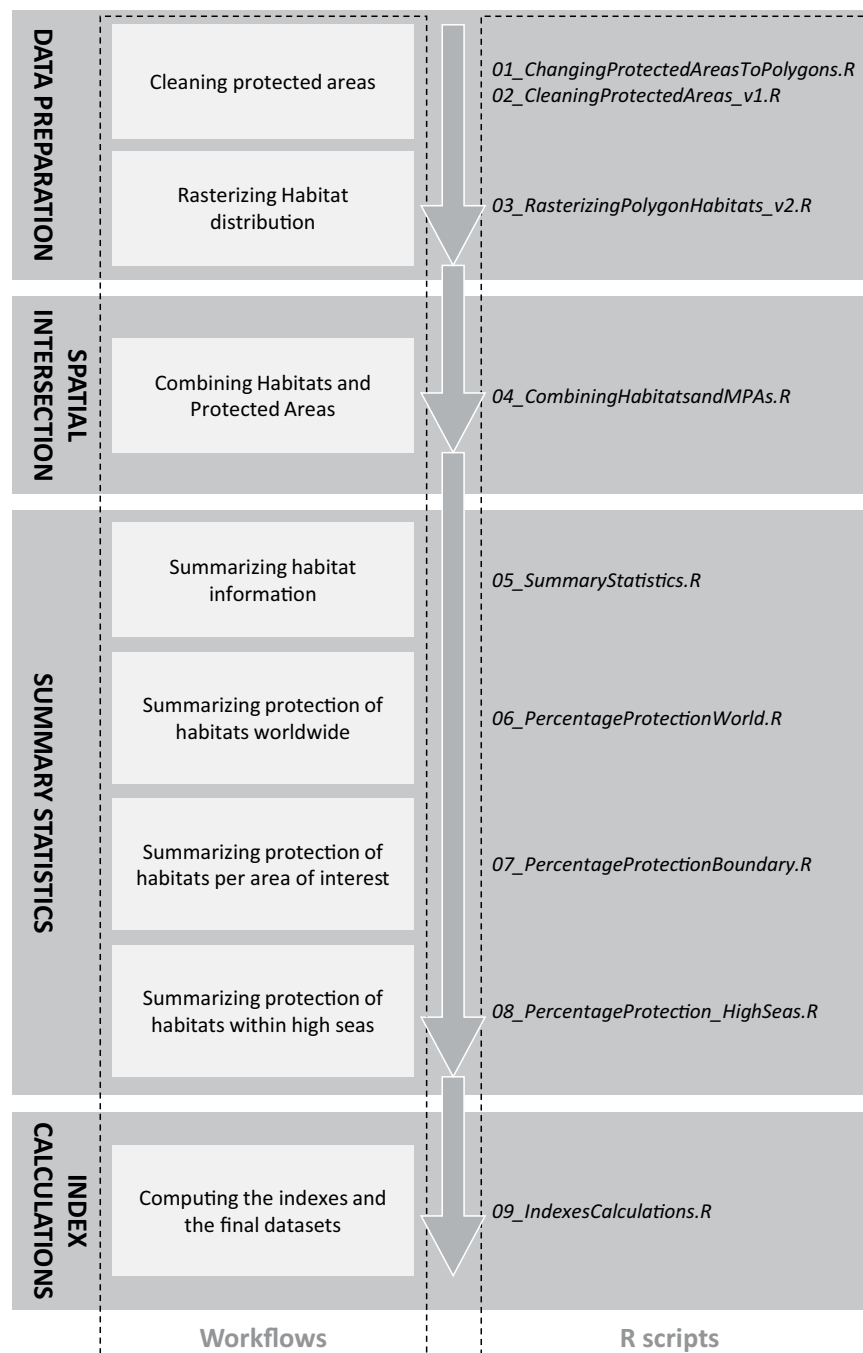 DATA PREPARATION
Cleaning protected areas
01_ChangingProtectedAreasToPolygons.R
02_CleaningProtectedAreas_v1.R
Rasterizing Habitat
distribution
03_RasterizingPolygonHabitats_v2.R
SPATIAL
INTERSECTION
Combining Habitats and
Protected Areas
04_CombiningHabitatsandMPAs.R
SUMMARY STATISTICS
Summarizing habitat
information
05_SummaryStatistics.R
Summarizing protection of
habitats worldwide
06_PercentageProtectionWorld.R
Summarizing protection of
habitats per area of interest
07_PercentageProtectionBoundary.R
Summarizing protection of
habitats within high seas
08_PercentageProtection_HighSeas.R
INDEX
CALCULATIONS
Computing the indexes and
the final datasets
09_IndexesCalculations.R
Workflows
R scripts